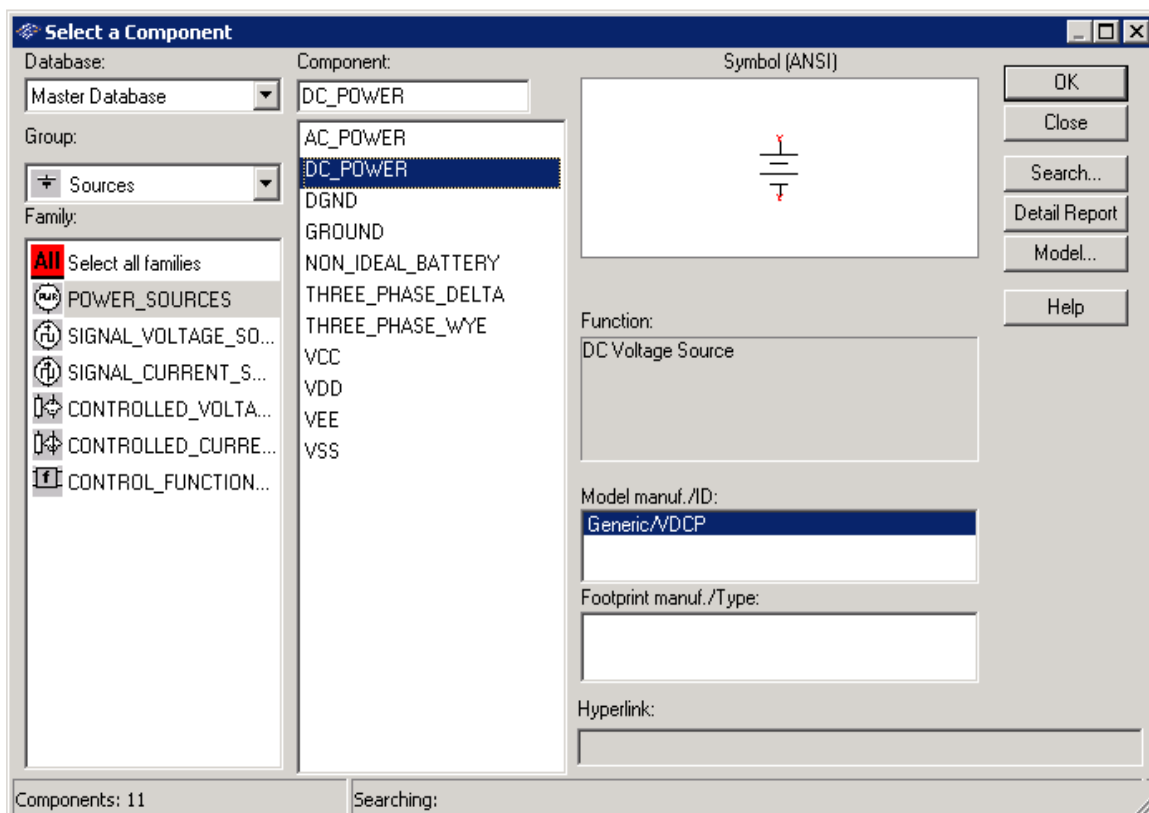 Select a Component
Database:
Master Database
Group:
Sources
Family:
All Select all families
POWER_SOURCES
SIGNAL_VOLTAGE_SO...
SIGNAL_CURRENT_S...
CONTROLLED_VOLTA...
CONTROLLED_CURRE...
CONTROL_FUNCTION...
Component:
DC_POWER
AC_POWER
DC_POWER
DGND
GROUND
NON_IDEAL_BATTERY
THREE_PHASE_DELTA
THREE_PHASE_WYE
VCC
VDD
VEE
VSS
Symbol (ANSI)
Function:
DC Voltage Source
Model manuf./ID:
Generic/VDCP
Footprint manuf./Type:
Hyperlink:
OK
Close
Search...
Detail Report
Model...
Help
Components: 11
Searching: